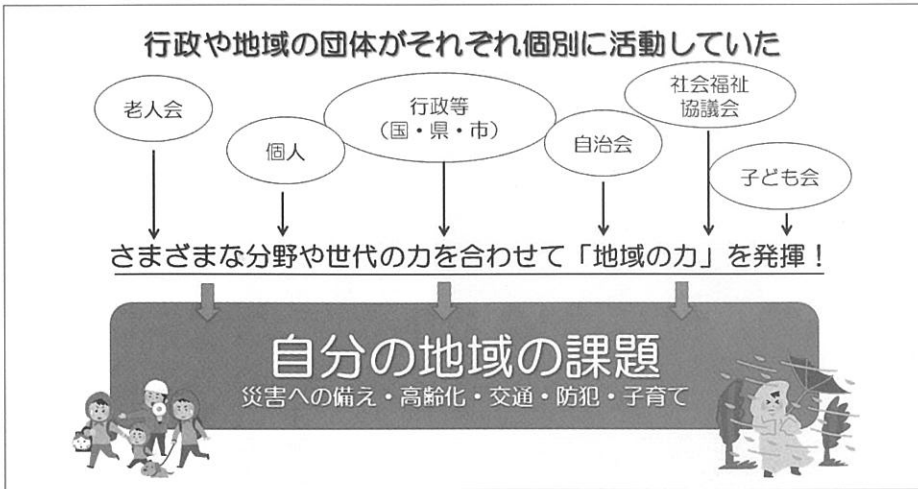 行政や地域の団体がそれぞれ個別に活動していた
老人会
個人
行政等
（国・県・市）
自治会
社会福祉
協議会
子ども会
さまざまな分野や世代の力を合わせて「地域の力」を発揮！
自分の地域の課題
災害への備え・高齢化・交通・防犯・子育て